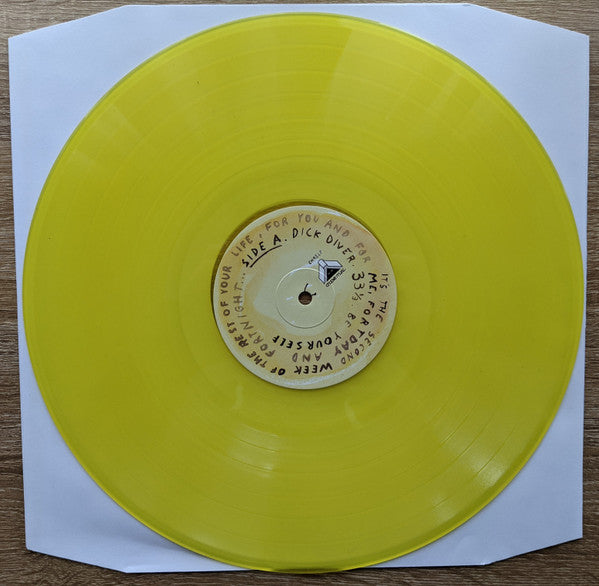 IT'S THE SECOND WEEK OF THE REST OF YOUR LIFE, FOR YOU AND FOR
ME, FORTDAY AND FORTNIGHT... SIDE A. DICK DIVER.
33⅓. BE YOURSELF